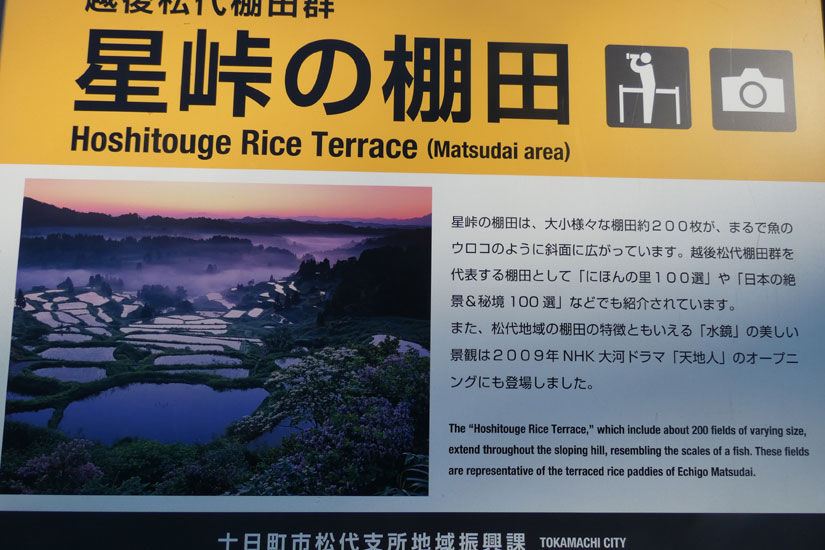 越後松代棚田群
星峠の棚田
Hoshitouge Rice Terrace (Matsudai area)
星峠の棚田は、大小様々な棚田約２００枚が、まるで魚の
ウロコのように斜面に広がっています。越後松代棚田群を
代表する棚田として「にほんの里１００選」や「日本の絶
景＆秘境 100 選」などでも紹介されています。
また、松代地域の棚田の特徴ともいえる「水鏡」の美しい
景観は２００９年 NHK 大河ドラマ「天地人」のオープニ
ングにも登場しました。
The “Hoshitouge Rice Terrace,” which include about 200 fields of varying size,
extend throughout the sloping hill, resembling the scales of a fish. These fields
are representative of the terraced rice paddies of Echigo Matsudai.
十日町市松代支所地域振興課 TOKAMACHI CITY